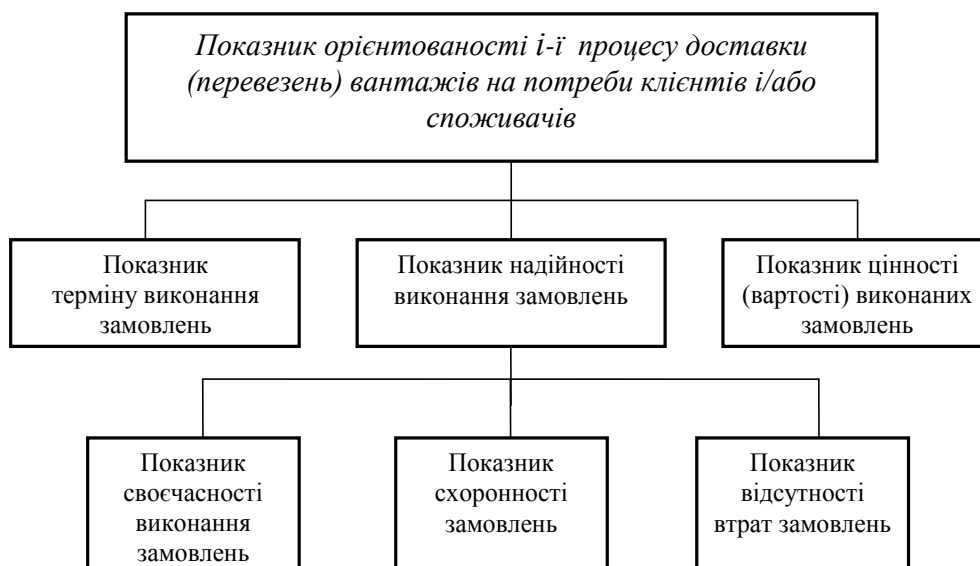 Показник орієнтованості i-ї процесу доставки
(перевезень) вантажів на потреби клієнтів і/або
споживачів
Показник
терміну виконання
замовлень
Показник надійності
виконання замовлень
Показник цінності
(вартості) виконаних
замовлень
Показник
своєчасності
виконання
замовлень
Показник
схоронності
замовлень
Показник
відсутності
втрат замовлень